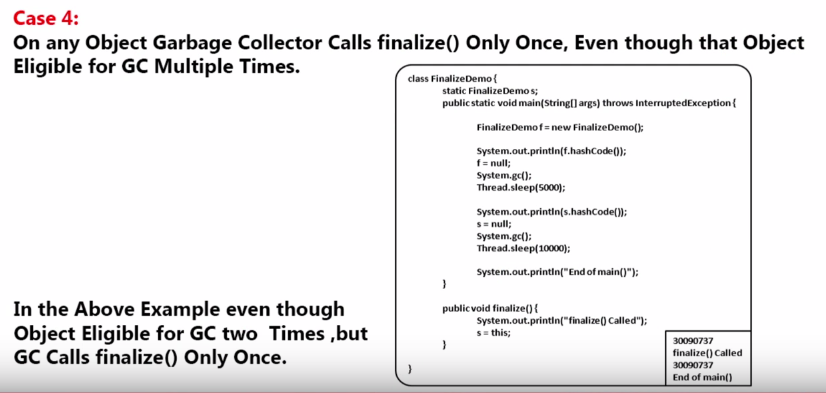 Case 4:
On any Object Garbage Collector Calls finalize() Only Once, Even though that Object
Eligible for GC Multiple Times.
class FinalizeDemo {
static FinalizeDemo s;
public static void main(String[] args) throws InterruptedException {
FinalizeDemo f = new FinalizeDemo();
System.out.println(f.hashCode());
f = null;
System.gc();
Thread.sleep(5000);
System.out.println(s.hashCode());
s = null;
System.gc();
Thread.sleep(10000);
System.out.println("End of main()");
}
public void finalize() {
System.out.println("finalize() Called");
s = this;
}
}
In the Above Example even though
Object Eligible for GC two Times ,but
GC Calls finalize() Only Once.
30090737
finalize() Called
30090737
End of main()